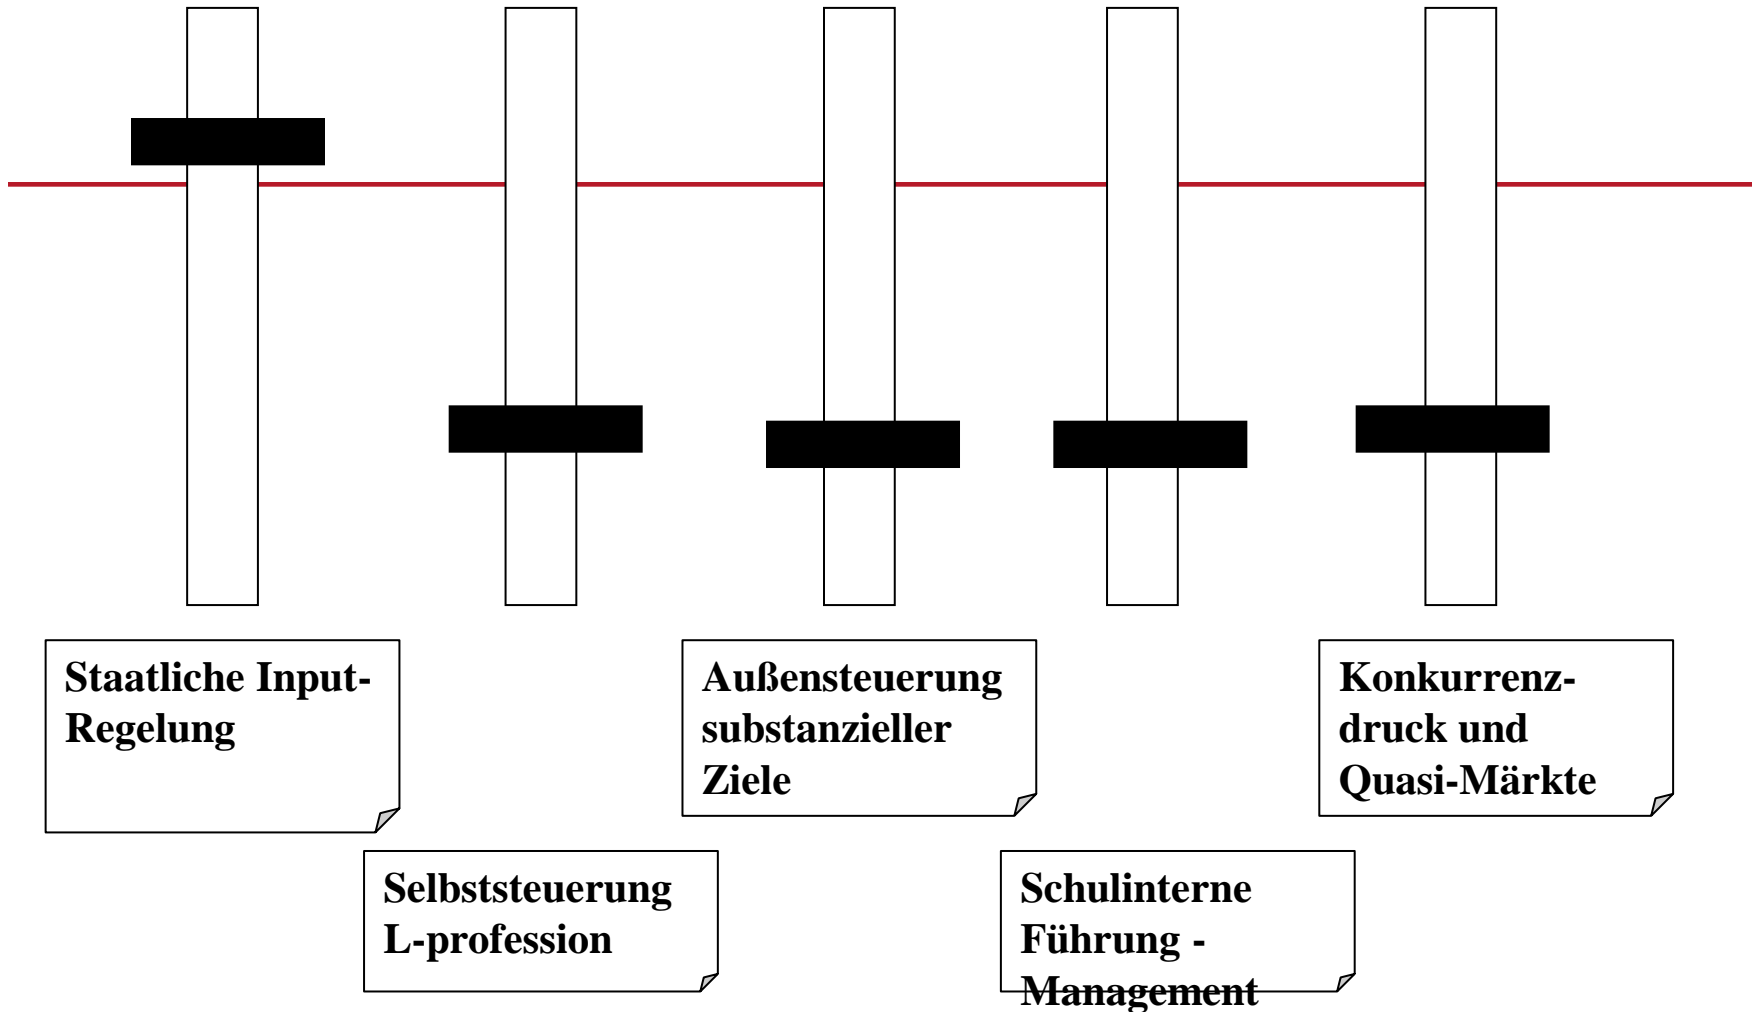 Staatliche Input-
Regelung
Selbststeuerung
L-profession
Außensteuerung
substanzieller
Ziele
Schulinterne
Führung -
Management
Konkurrenz-
druck und
Quasi-Märkte